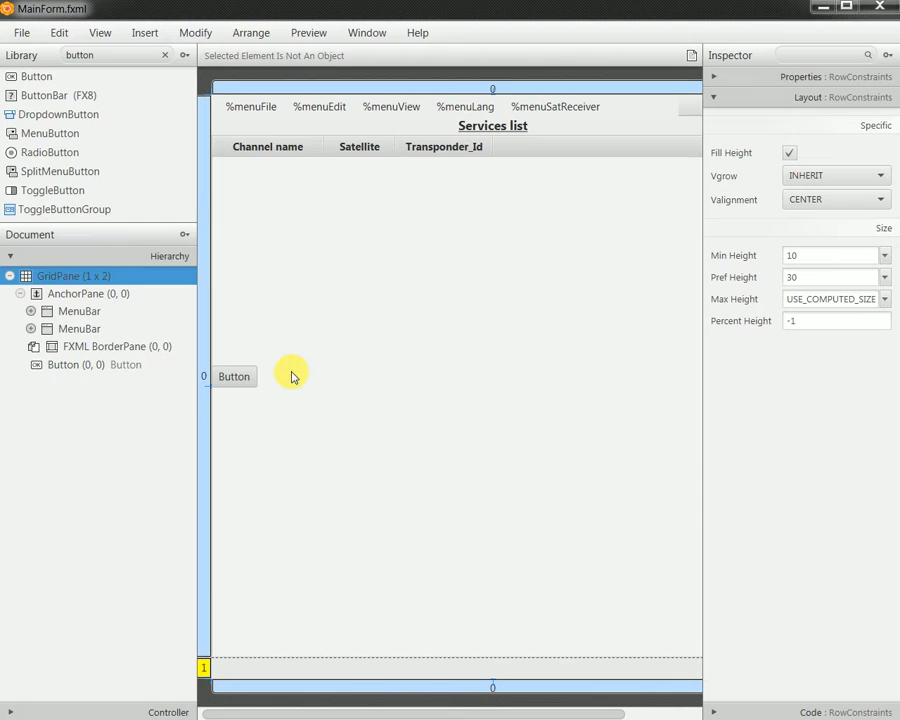 MainForm.fxml
File Edit View Insert Modify Arrange Preview Window Help
Library button
Selected Element Is Not An Object
Inspector
Button
ButtonBar (FX8)
DropdownButton
MenuButton
RadioButton
SplitMenuButton
ToggleButton
ToggleButtonGroup
Document
Hierarchy
GridPane (1 x 2)
AnchorPane (0, 0)
MenuBar
MenuBar
FXML BorderPane (0, 0)
Button (0, 0) Button
Controller
0
%menuFile %menuEdit %menuView %menuLang %menuSatReceiver
Services list
Channel name Satellite Transponder_Id
0 Button
1
0
Properties : RowConstraints
Layout : RowConstraints
Specific
Fill Height
Vgrow INHERIT
Valignment CENTER
Size
Min Height 10
Pref Height 30
Max Height USE_COMPUTED_SIZE
Percent Height -1
Code : RowConstraints